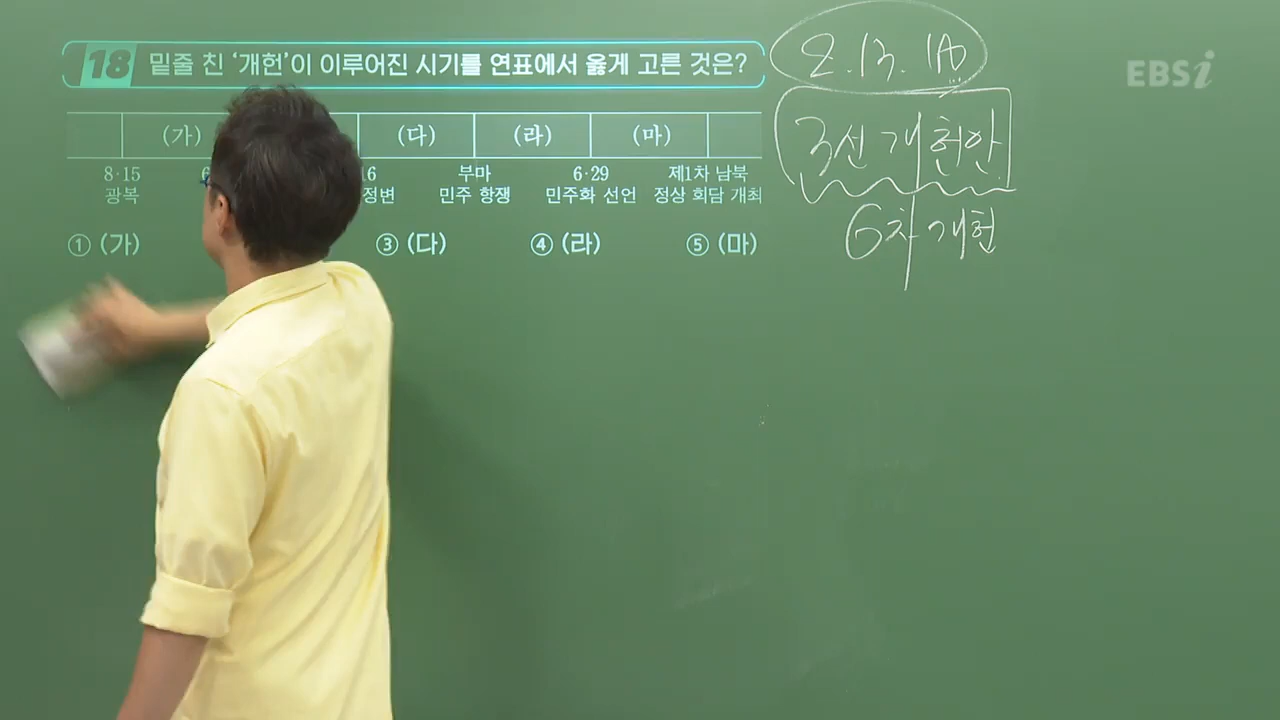 18 밑줄 친 '개헌'이 이루어진 시기를 연표에서 옳게 고른 것은?
EBSi
(가) (다) (라) (마)
8·15 6 16 부마 6·29 제1차 남북
광복 정변 민주 항쟁 민주화 선언 정상 회담 개최
① (가) ③ (다) ④ (라) ⑤ (마)
3선 개헌안
6차 개헌